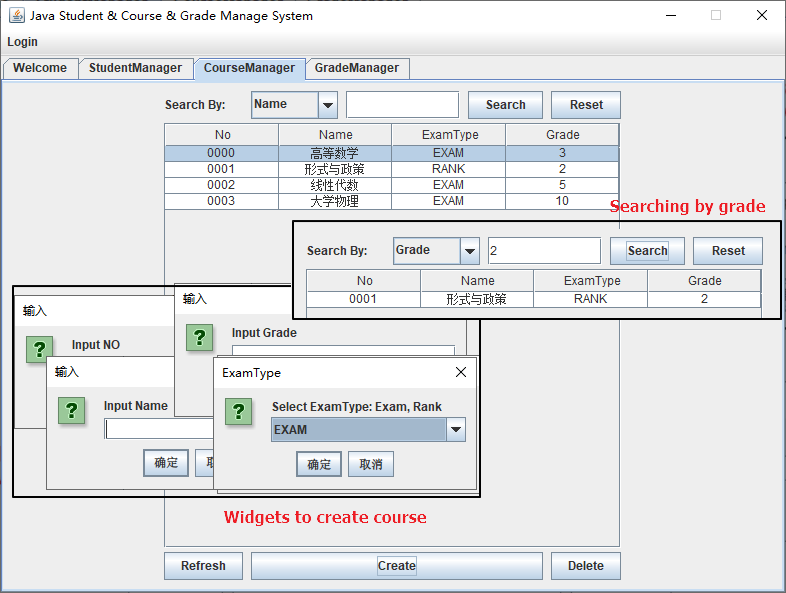 Java Student & Course & Grade Manage System
Login
Welcome StudentManager CourseManager GradeManager
Search By: Name Search Reset
No Name ExamType Grade
0000 高等数学 EXAM 3
0001 形式与政策 RANK 2
0002 线性代数 EXAM 5
0003 大学物理 EXAM 10
Searching by grade
Search By: Grade 2 Search Reset
No Name ExamType Grade
0001 形式与政策 RANK 2
输入
? Input NO
输入
? Input Grade
输入
? Input Name
确定
ExamType
? Select ExamType: Exam, Rank
EXAM
确定 取消
Widgets to create course
Refresh Create Delete